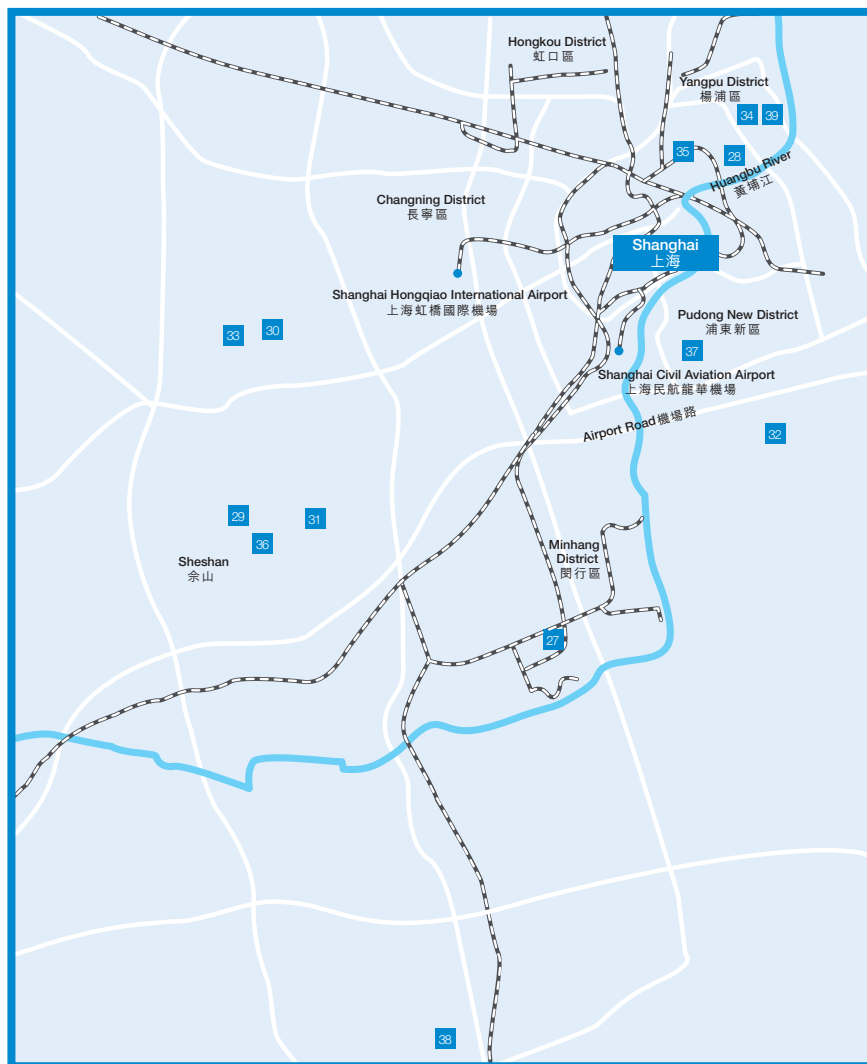 Hongkou District
虹口區
Yangpu District
楊浦區
34
39
35
28
Huangbu River
黃埔江
Changning District
長寧區
Shanghai
上海
Shanghai Hongqiao International Airport
上海虹橋國際機場
Pudong New District
浦東新區
33
30
37
Shanghai Civil Aviation Airport
上海民航龍華機場
Airport Road 機場路
32
29
31
36
Sheshan
佘山
Minhang
District
閔行區
27
38